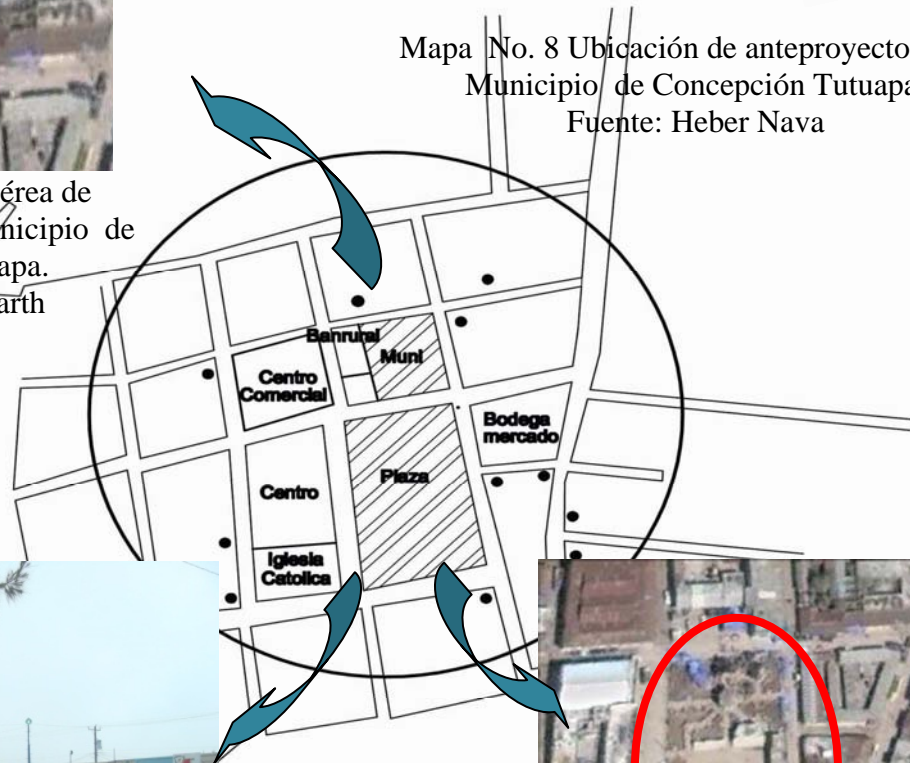 Mapa No. 8 Ubicación de anteproyecto
Municipio de Concepción Tutuapa
Fuente: Heber Nava
érea de
nicipio de
apa.
arth
Banrural
Muni
Centro
Comercial
Bodega
mercado
Plaza
Centro
Iglesia
Catolica